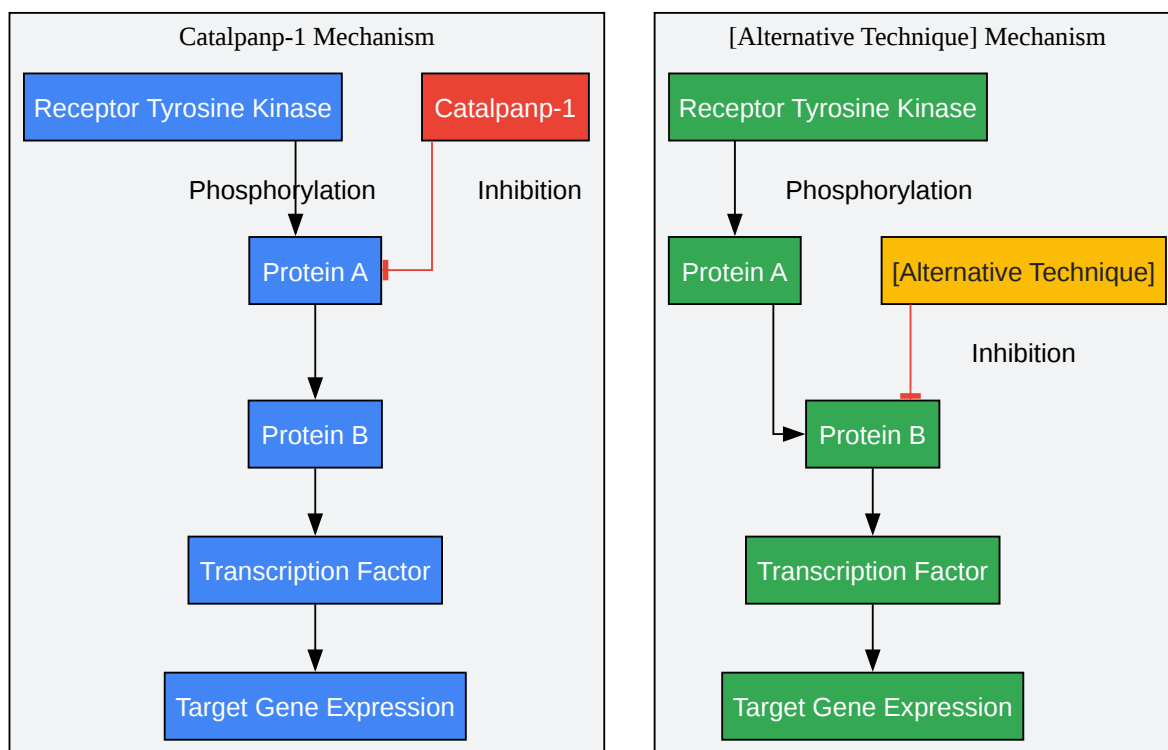 Catalpanp-1 Mechanism
Receptor Tyrosine Kinase
Catalpanp-1
Phosphorylation
Inhibition
Protein A
Protein B
Transcription Factor
Target Gene Expression
[Alternative Technique] Mechanism
Receptor Tyrosine Kinase
Phosphorylation
Protein A
[Alternative Technique]
Inhibition
Protein B
Transcription Factor
Target Gene Expression